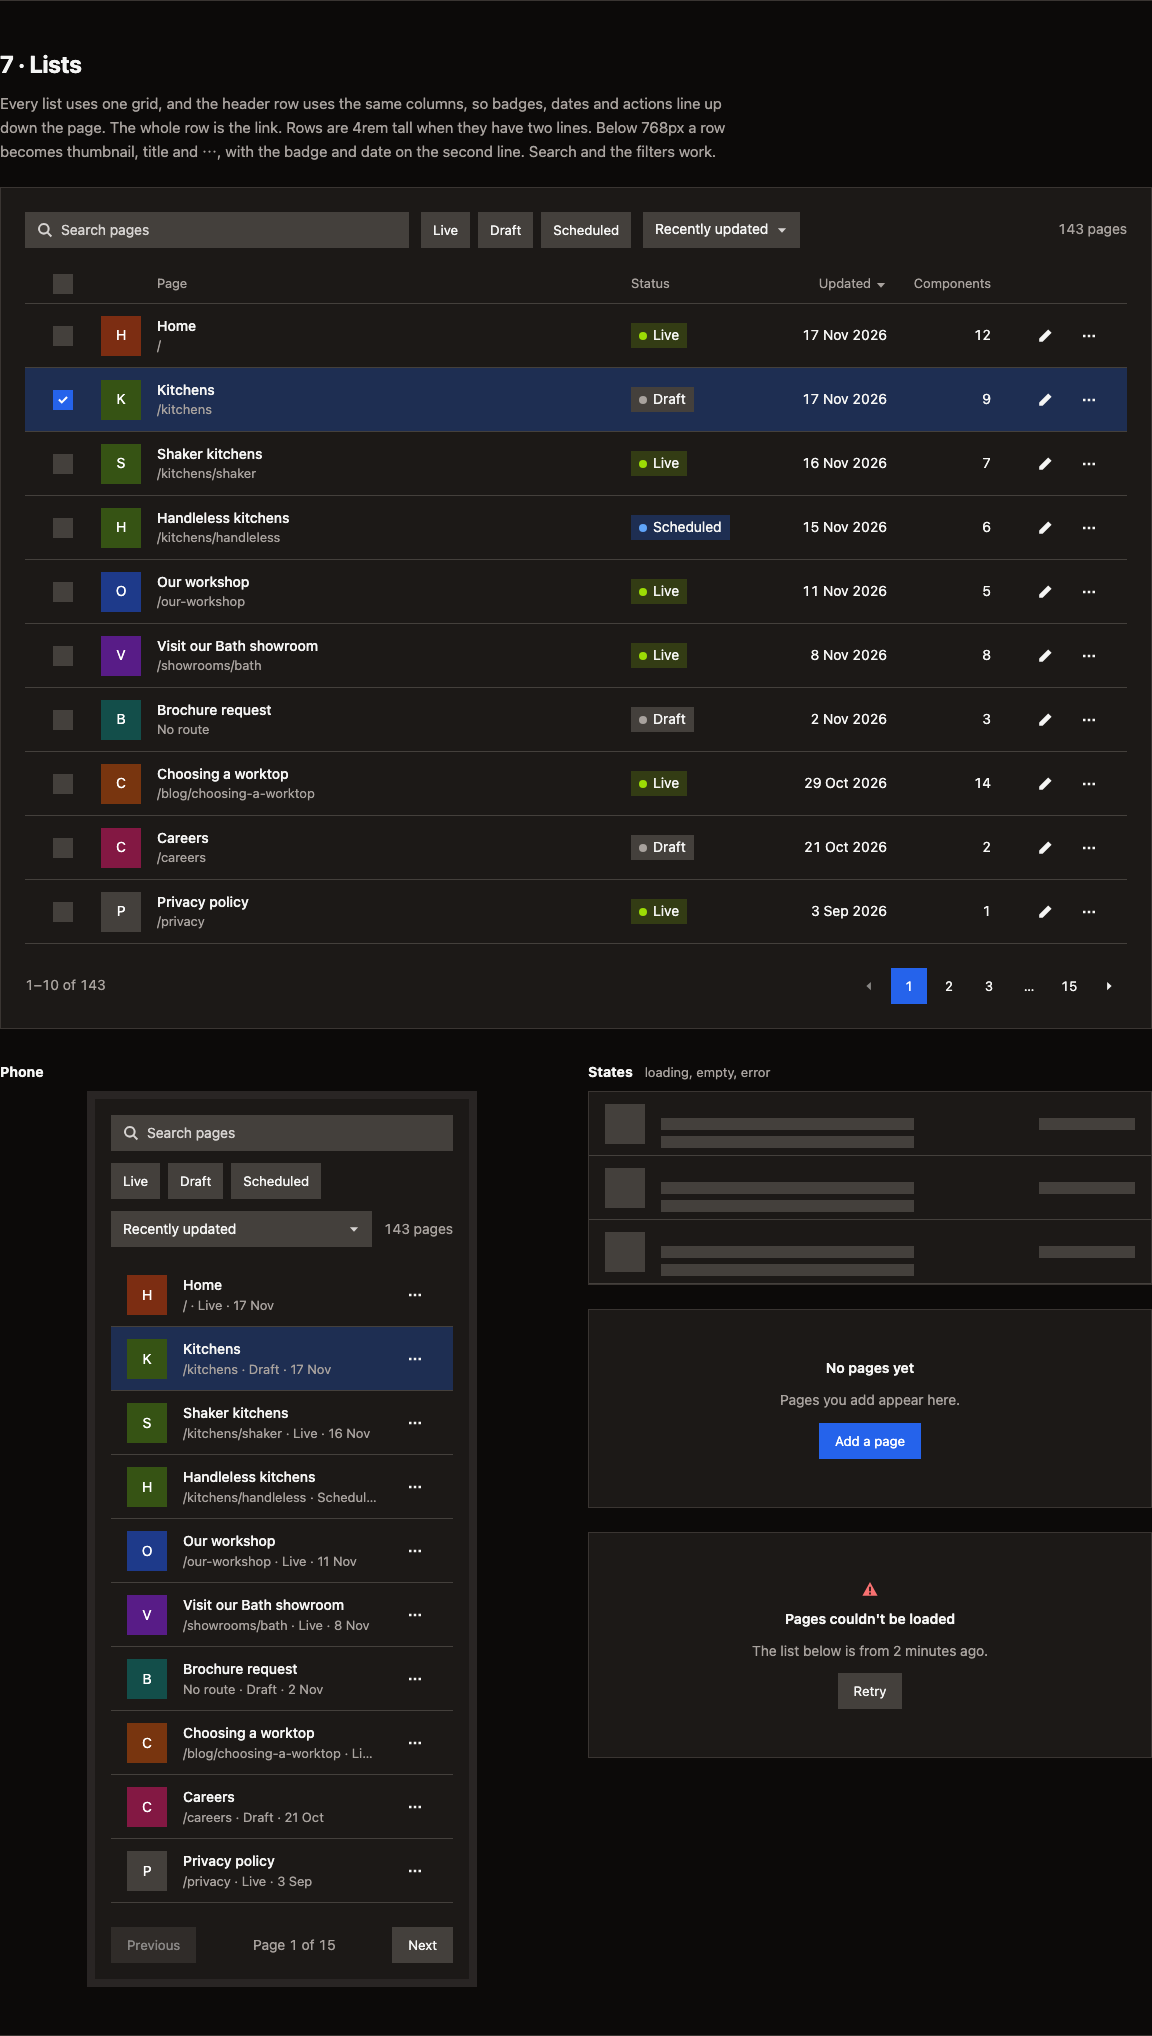 7 · Lists
Every list uses one grid, and the header row uses the same columns, so badges, dates and actions line up
down the page. The whole row is the link. Rows are 4rem tall when they have two lines. Below 768px a row
becomes thumbnail, title and ···, with the badge and date on the second line. Search and the filters work.
Search pages Live Draft Scheduled Recently updated 143 pages
Page Status Updated Components
H Home Live 17 Nov 2026 12
/
K Kitchens Draft 17 Nov 2026 9
/kitchens
S Shaker kitchens Live 16 Nov 2026 7
/kitchens/shaker
H Handleless kitchens Scheduled 15 Nov 2026 6
/kitchens/handleless
O Our workshop Live 11 Nov 2026 5
/our-workshop
V Visit our Bath showroom Live 8 Nov 2026 8
/showrooms/bath
B Brochure request Draft 2 Nov 2026 3
No route
C Choosing a worktop Live 29 Oct 2026 14
/blog/choosing-a-worktop
C Careers Draft 21 Oct 2026 2
/careers
P Privacy policy Live 3 Sep 2026 1
/privacy
1–10 of 143 1 2 3 ... 15
Phone
Search pages
Live Draft Scheduled
Recently updated 143 pages
H Home
/ · Live · 17 Nov
K Kitchens
/kitchens · Draft · 17 Nov
S Shaker kitchens
/kitchens/shaker · Live · 16 Nov
H Handleless kitchens
/kitchens/handleless · Schedul...
O Our workshop
/our-workshop · Live · 11 Nov
V Visit our Bath showroom
/showrooms/bath · Live · 8 Nov
B Brochure request
No route · Draft · 2 Nov
C Choosing a worktop
/blog/choosing-a-worktop · Li...
C Careers
/careers · Draft · 21 Oct
P Privacy policy
/privacy · Live · 3 Sep
Previous Page 1 of 15 Next
States loading, empty, error
No pages yet
Pages you add appear here.
Add a page
Pages couldn't be loaded
The list below is from 2 minutes ago.
Retry